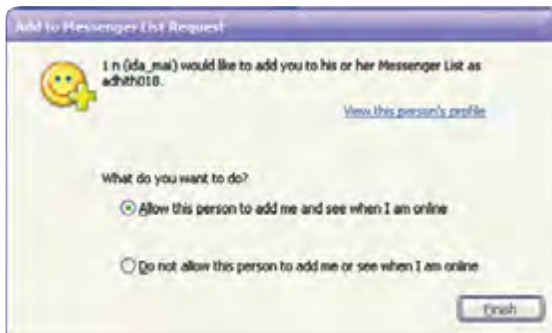 Add to Messenger List Request
1 n (ida_mai) would like to add you to his or her Messenger List as
adhith018.
View this person's profile
What do you want to do?
Allow this person to add me and see when I am online
Do not allow this person to add me or see when I am online
Finish